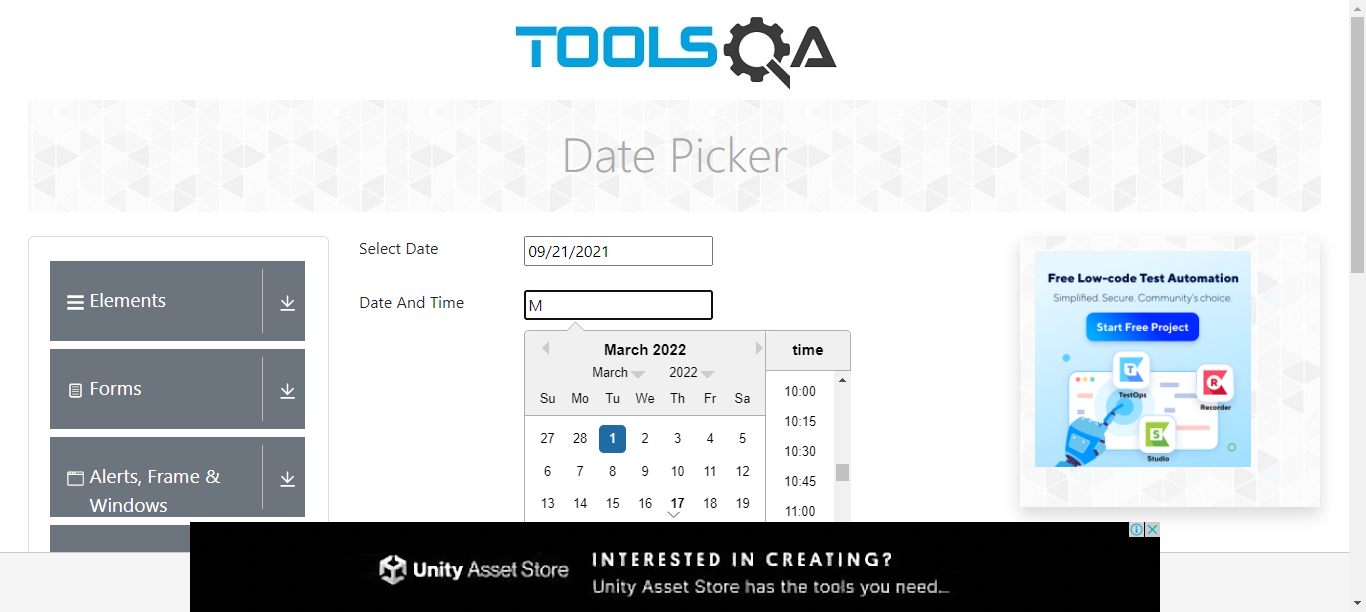 TOOLSQA
Date Picker
Elements
Forms
Alerts, Frame &
Windows
Select Date
09/21/2021
Date And Time
M
March 2022
March
2022
Su Mo Tu We Th Fr Sa
27 28 1 2 3 4 5
6 7 8 9 10 11 12
13 14 15 16 17 18 19
time
10:00
10:15
10:30
10:45
11:00
Free Low-code Test Automation
Simplified. Secure. Community's choice.
Start Free Project
TestOps
Recorder
Studio
Unity Asset Store
INTERESTED IN CREATING?
Unity Asset Store has the tools you need...